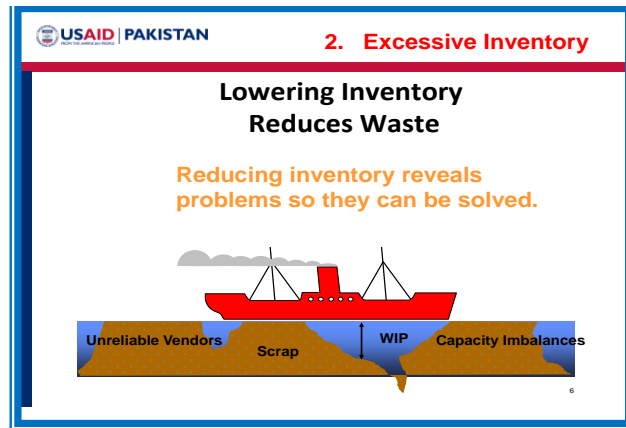 USAID | PAKISTAN
FROM THE AMERICAN PEOPLE
2. Excessive Inventory
Lowering Inventory
Reduces Waste
Reducing inventory reveals
problems so they can be solved.
Unreliable Vendors
Scrap
WIP
Capacity Imbalances
6